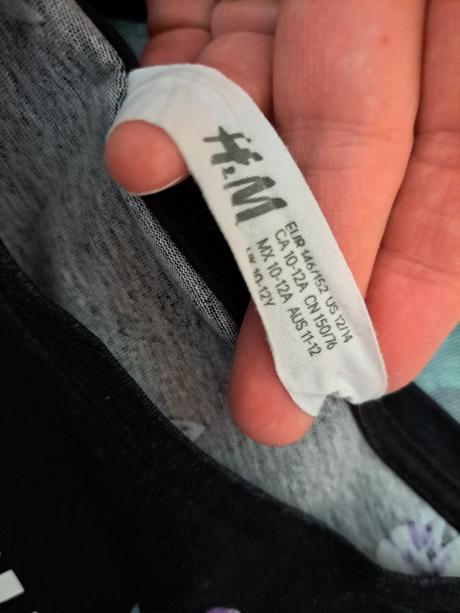 H&M
EUR 146/152 US 12/14
CA 10-12A CN 150/76
MX 10-12A AUS 11-12
UK 10-12Y